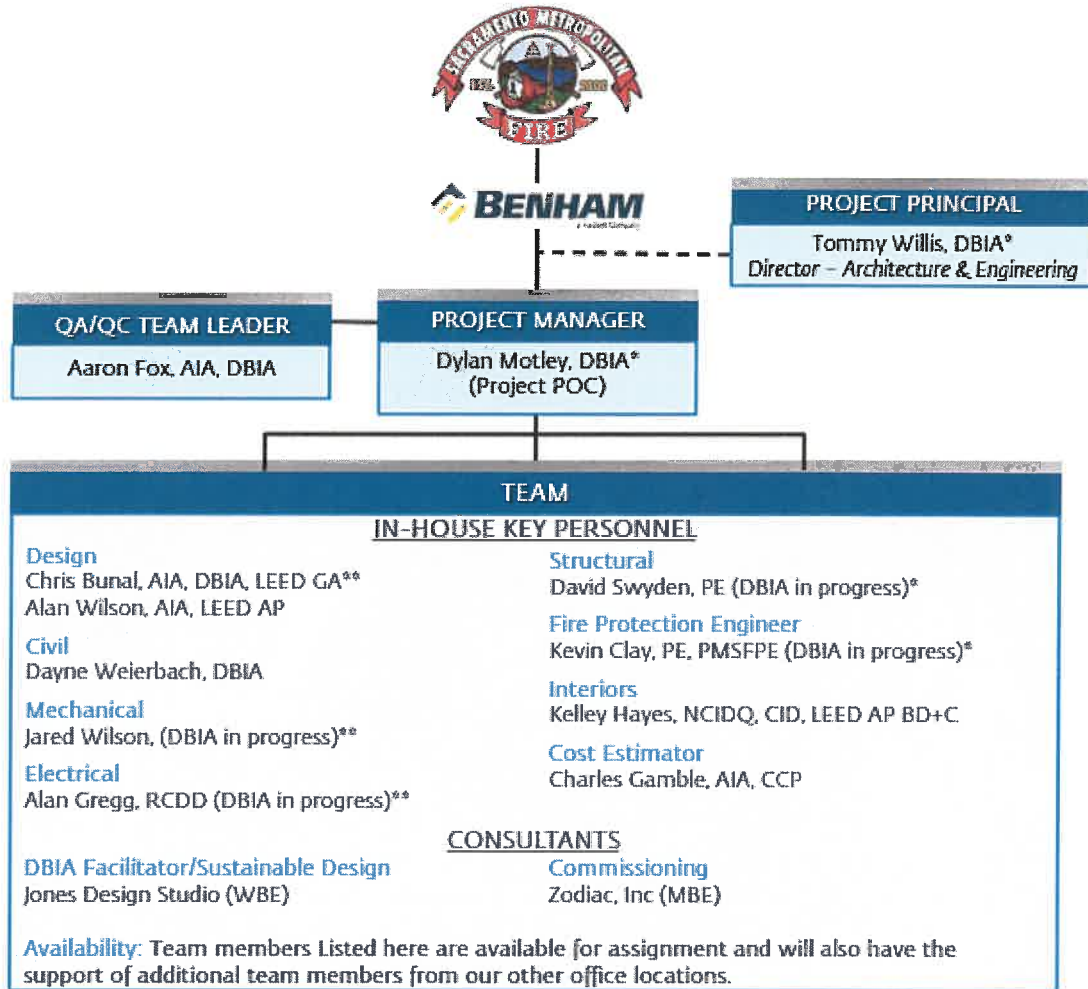 SACRAMENTO METROPOLITAN
FIRE
BENHAM
PROJECT PRINCIPAL
Tommy Willis, DBIA*
Director – Architecture & Engineering
QA/QC TEAM LEADER
Aaron Fox, AIA, DBIA
PROJECT MANAGER
Dylan Motley, DBIA*
(Project POC)
TEAM
IN-HOUSE KEY PERSONNEL
Design
Chris Bunal, AIA, DBIA, LEED GA**
Alan Wilson, AIA, LEED AP
Civil
Dayne Weierbach, DBIA
Mechanical
Jared Wilson, (DBIA in progress)**
Electrical
Alan Gregg, RCDD (DBIA in progress)**
Structural
David Swyden, PE (DBIA in progress)*
Fire Protection Engineer
Kevin Clay, PE, PMSFPE (DBIA in progress)*
Interiors
Kelley Hayes, NCIDQ, CID, LEED AP BD+C
Cost Estimator
Charles Gamble, AIA, CCP
CONSULTANTS
DBIA Facilitator/Sustainable Design
Jones Design Studio (WBE)
Commissioning
Zodiac, Inc (MBE)
Availability: Team members Listed here are available for assignment and will also have the
support of additional team members from our other office locations.